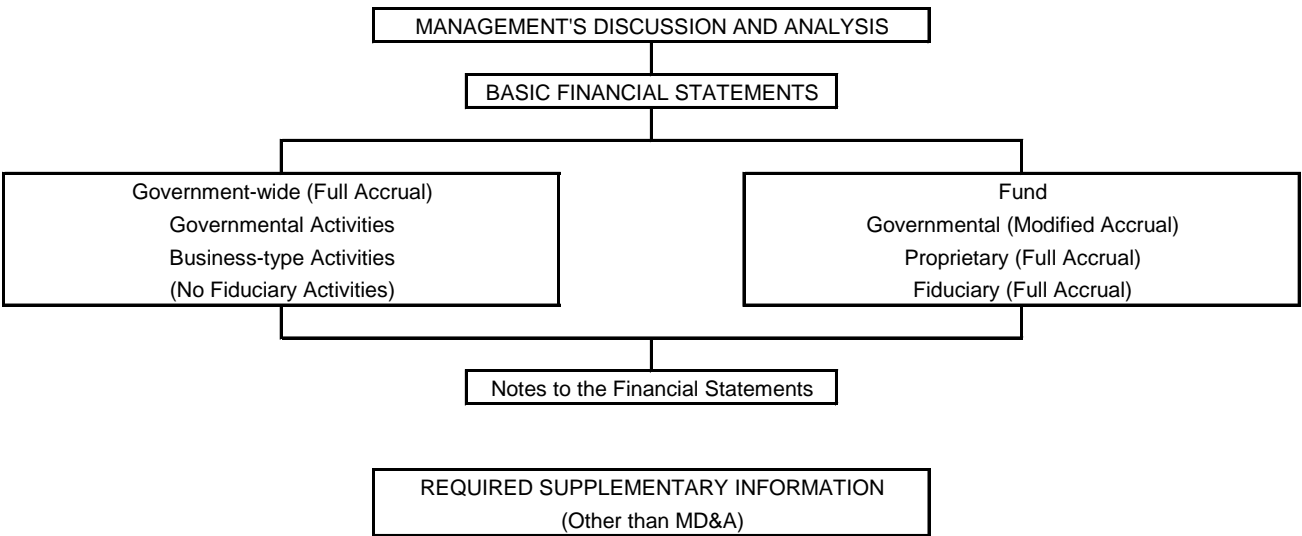 MANAGEMENT'S DISCUSSION AND ANALYSIS
BASIC FINANCIAL STATEMENTS
Government-wide (Full Accrual)
Governmental Activities
Business-type Activities
(No Fiduciary Activities)
Fund
Governmental (Modified Accrual)
Proprietary (Full Accrual)
Fiduciary (Full Accrual)
Notes to the Financial Statements
REQUIRED SUPPLEMENTARY INFORMATION
(Other than MD&A)